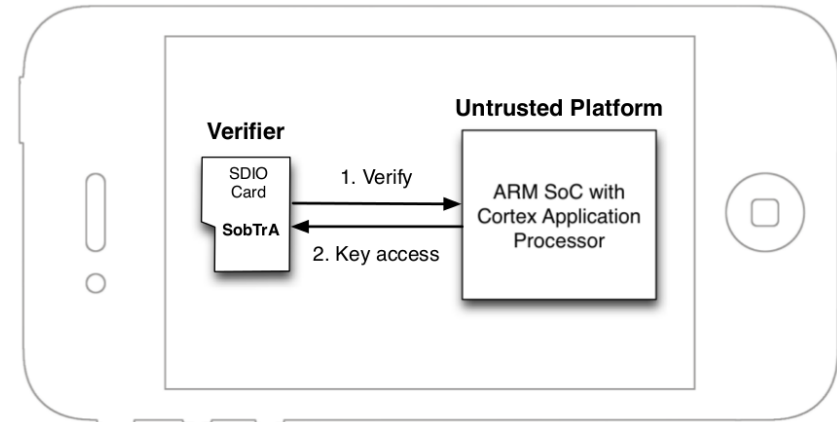 Untrusted Platform
Verifier
SDIO
Card
SobTrA
1. Verify
2. Key access
ARM SoC with
Cortex Application
Processor